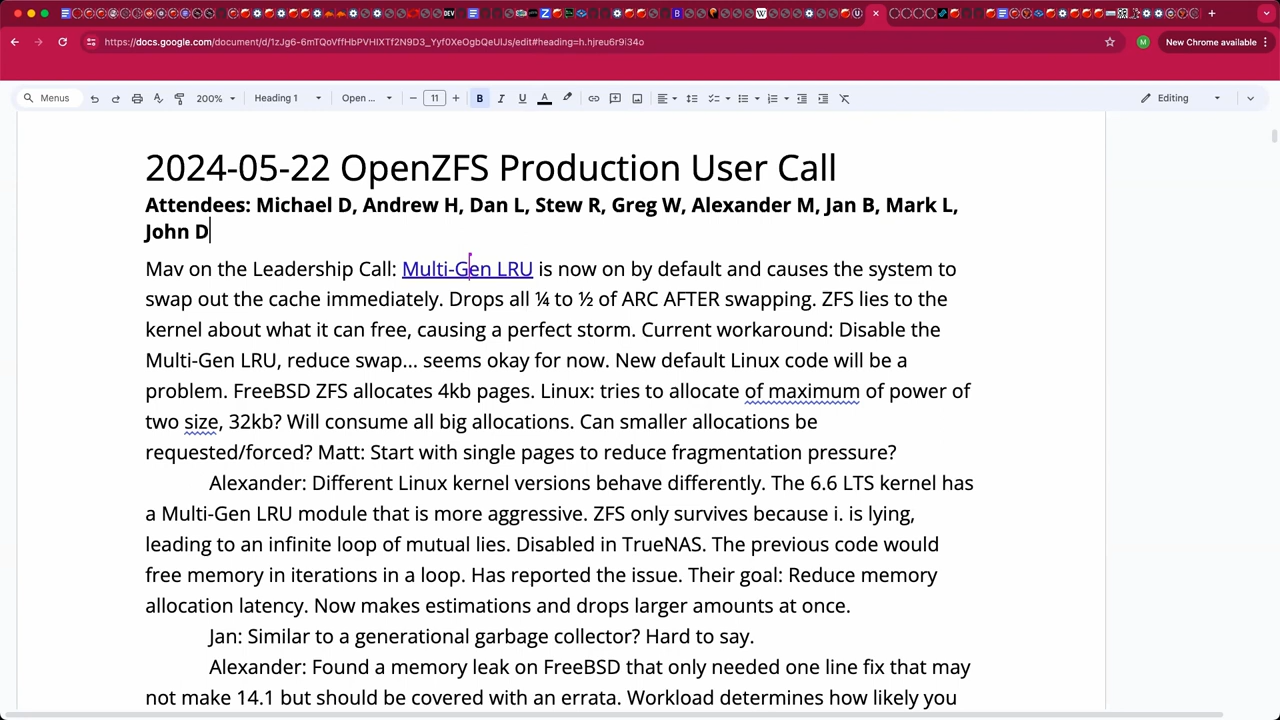 https://docs.google.com/document/d/1zJg6-6mTQoVffHbPVHIXTf2N9D3_Yyf0XeOgbQeUlJs/edit#heading=h.hjreu6r9i34o
New Chrome available
Menus
200%
Heading 1
Open ...
11
Editing
2024-05-22 OpenZFS Production User Call
Attendees: Michael D, Andrew H, Dan L, Stew R, Greg W, Alexander M, Jan B, Mark L,
John D
Mav on the Leadership Call: Multi-Gen LRU is now on by default and causes the system to
swap out the cache immediately. Drops all ¼ to ½ of ARC AFTER swapping. ZFS lies to the
kernel about what it can free, causing a perfect storm. Current workaround: Disable the
Multi-Gen LRU, reduce swap... seems okay for now. New default Linux code will be a
problem. FreeBSD ZFS allocates 4kb pages. Linux: tries to allocate of maximum of power of
two size, 32kb? Will consume all big allocations. Can smaller allocations be
requested/forced? Matt: Start with single pages to reduce fragmentation pressure?
Alexander: Different Linux kernel versions behave differently. The 6.6 LTS kernel has
a Multi-Gen LRU module that is more aggressive. ZFS only survives because i. is lying,
leading to an infinite loop of mutual lies. Disabled in TrueNAS. The previous code would
free memory in iterations in a loop. Has reported the issue. Their goal: Reduce memory
allocation latency. Now makes estimations and drops larger amounts at once.
Jan: Similar to a generational garbage collector? Hard to say.
Alexander: Found a memory leak on FreeBSD that only needed one line fix that may
not make 14.1 but should be covered with an errata. Workload determines how likely you